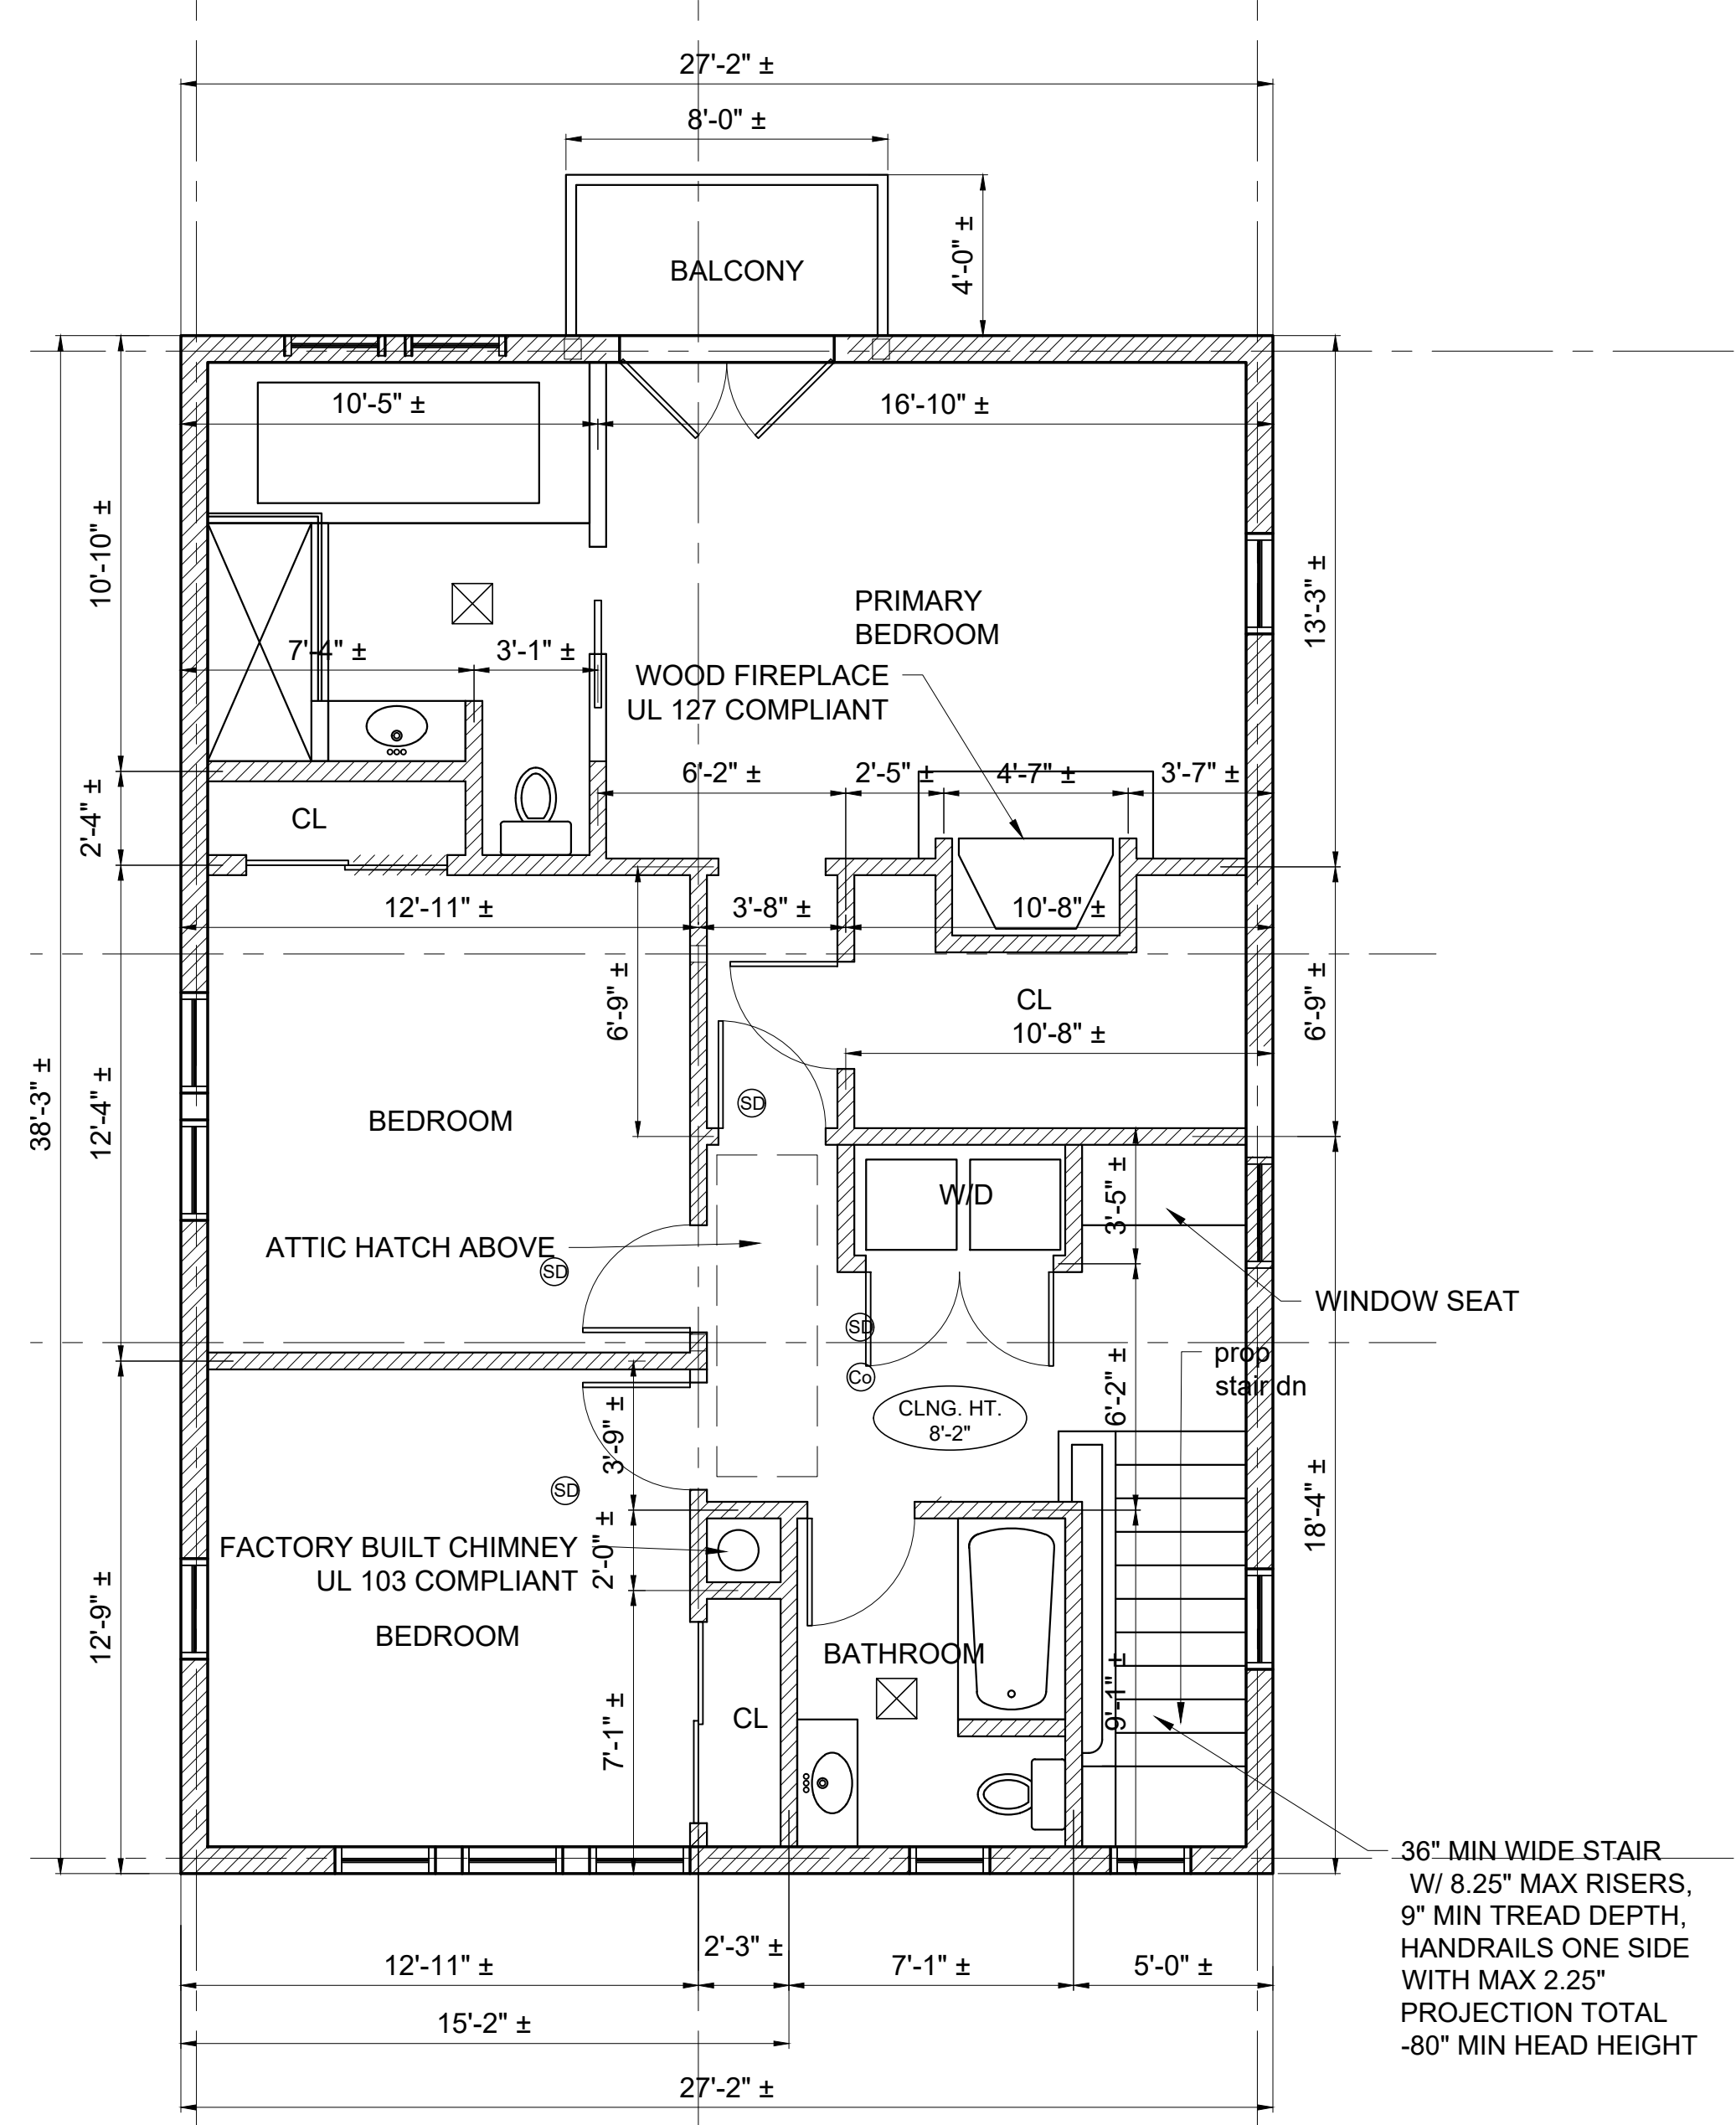 27'-2" ±
8'-0" ±
4'-0" ±
BALCONY
10'-5" ±
16'-10" ±
10'-10" ±
13'-3" ±
PRIMARY
BEDROOM
7'-4" ±
3'-1" ±
WOOD FIREPLACE
UL 127 COMPLIANT
6'-2" ±
2'-5" ±
4'-7" ±
3'-7" ±
2'-4" ±
CL
12'-11" ±
3'-8" ±
10'-8" ±
6'-9" ±
CL
10'-8" ±
6'-9" ±
38'-3" ±
12'-4" ±
SD
BEDROOM
W/D
3'-5" ±
ATTIC HATCH ABOVE
SD
WINDOW SEAT
SD
prop
stair dn
Co
6'-2" ±
CLNG. HT.
8'-2"
3'-9" ±
SD
18'-4" ±
FACTORY BUILT CHIMNEY
UL 103 COMPLIANT
2'-0" ±
12'-9" ±
BEDROOM
BATHROOM
9'-1" ±
7'-1" ±
CL
36" MIN WIDE STAIR
W/ 8.25" MAX RISERS,
9" MIN TREAD DEPTH,
HANDRAILS ONE SIDE
WITH MAX 2.25"
PROJECTION TOTAL
-80" MIN HEAD HEIGHT
12'-11" ±
2'-3" ±
7'-1" ±
5'-0" ±
15'-2" ±
27'-2" ±